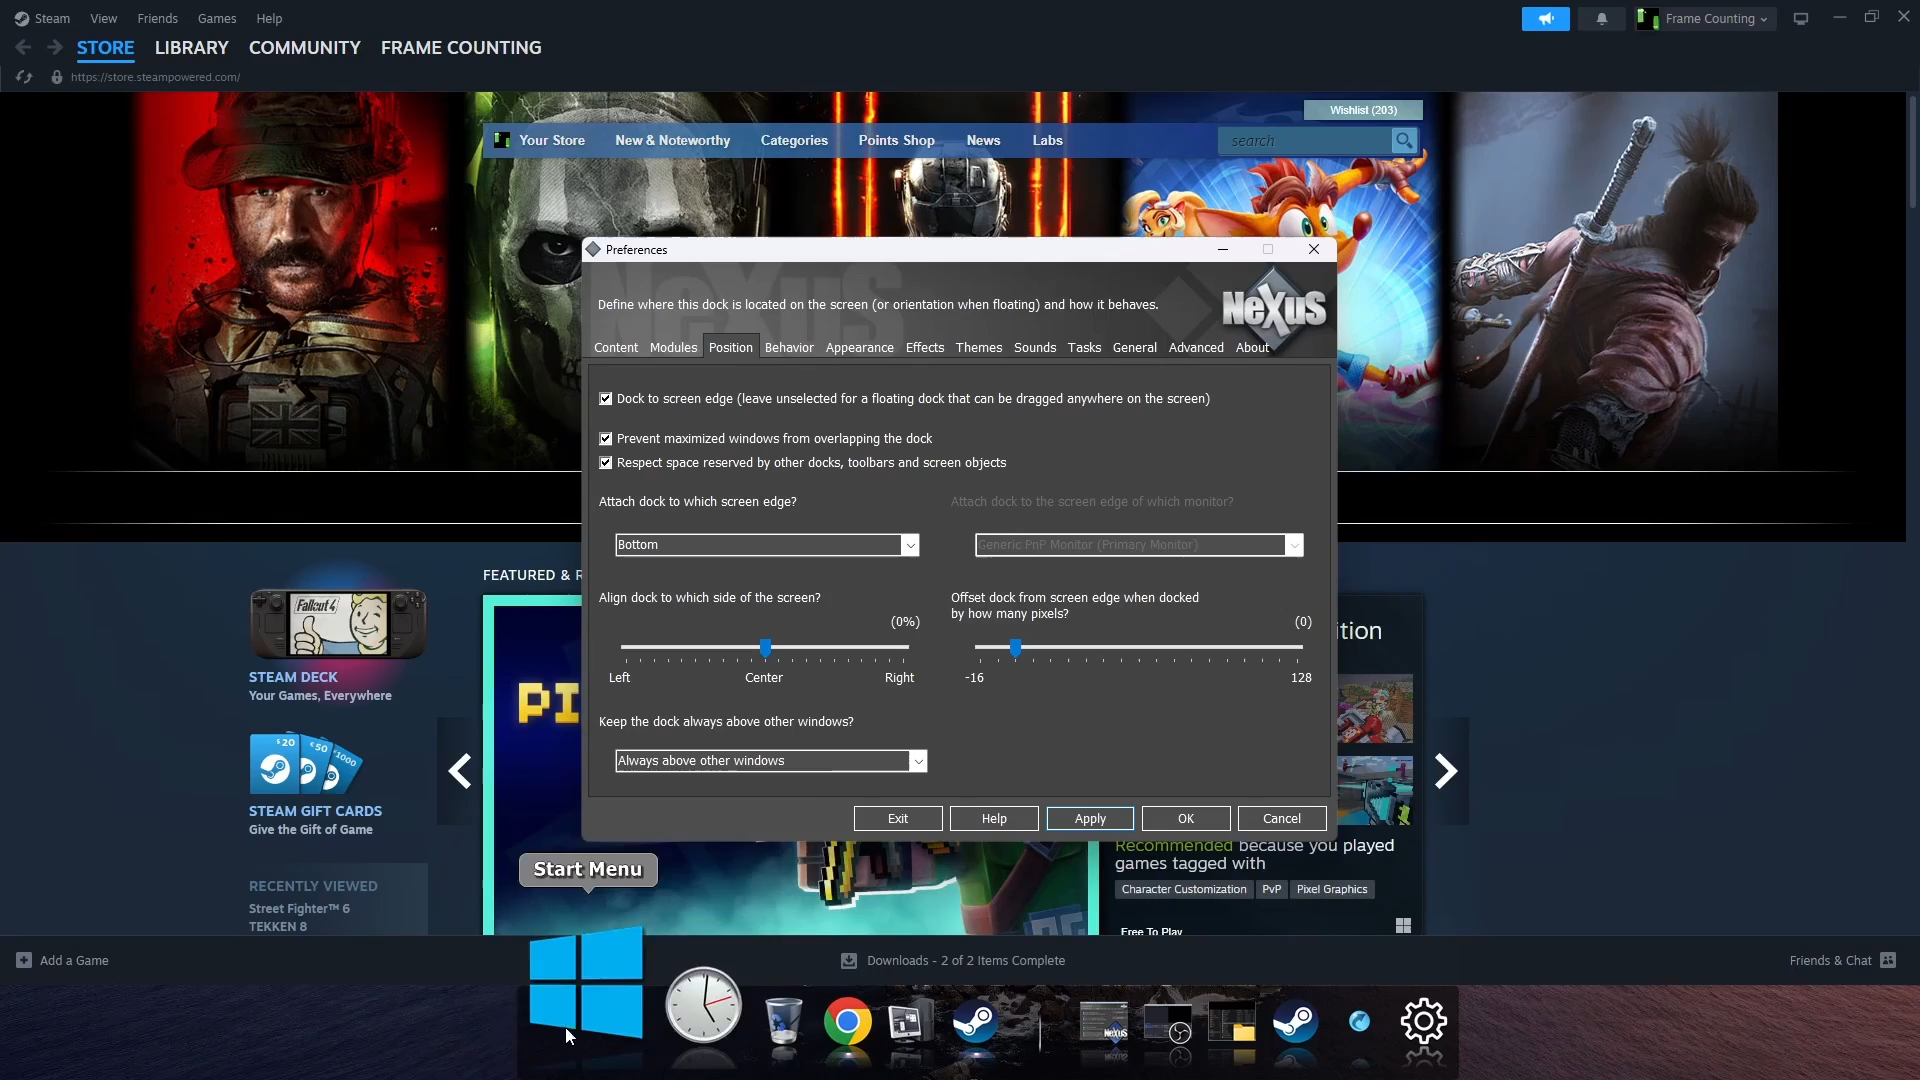 Steam View Friends Games Help
Frame Counting
STORE LIBRARY COMMUNITY FRAME COUNTING
https://store.steampowered.com/
Wishlist (203)
Your Store New & Noteworthy Categories Points Shop News Labs
search
Preferences
Define where this dock is located on the screen (or orientation when floating) and how it behaves.
NeXuS
Content Modules Position Behavior Appearance Effects Themes Sounds Tasks General Advanced About
Dock to screen edge (leave unselected for a floating dock that can be dragged anywhere on the screen)
Prevent maximized windows from overlapping the dock
Respect space reserved by other docks, toolbars and screen objects
Attach dock to which screen edge? Attach dock to the screen edge of which monitor?
Bottom Generic PnP Monitor (Primary Monitor)
Align dock to which side of the screen? Offset dock from screen edge when docked
by how many pixels?
(0%) (0)
Left Center Right -16 128
Keep the dock always above other windows?
Always above other windows
Exit Help Apply OK Cancel
FEATURED & R
Fallout 4
STEAM DECK
Your Games, Everywhere
$20 €50 $1000
STEAM GIFT CARDS
Give the Gift of Game
RECENTLY VIEWED
Street Fighter™ 6
TEKKEN 8
PI
ition
Recommended because you played
games tagged with
Character Customization PvP Pixel Graphics
Free To Play
Start Menu
Add a Game Downloads - 2 of 2 Items Complete Friends & Chat
NeXuS